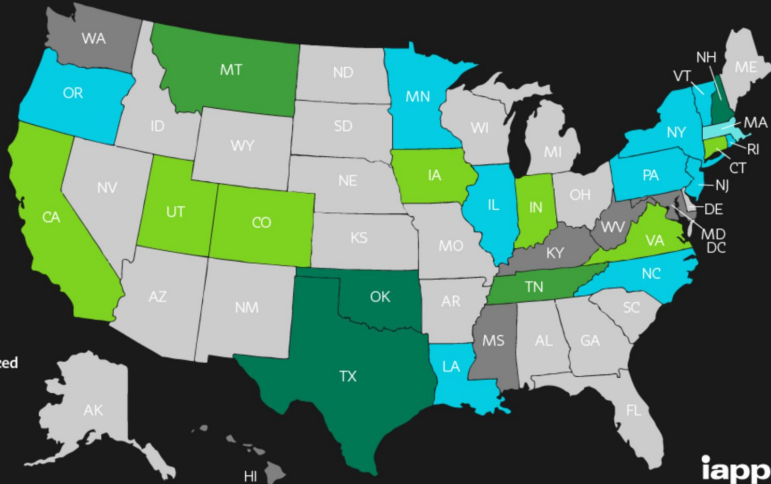 WA
MT
ND
MN
OR
ID
SD
WI
MI
NH
VT
ME
NY
MA
RI
CT
WY
NE
IA
IL
IN
OH
PA
NJ
DE
MD
DC
NV
UT
CO
KS
MO
KY
WV
VA
CA
AZ
NM
OK
AR
TN
NC
SC
TX
LA
MS
AL
GA
FL
zed
AK
HI
iapp